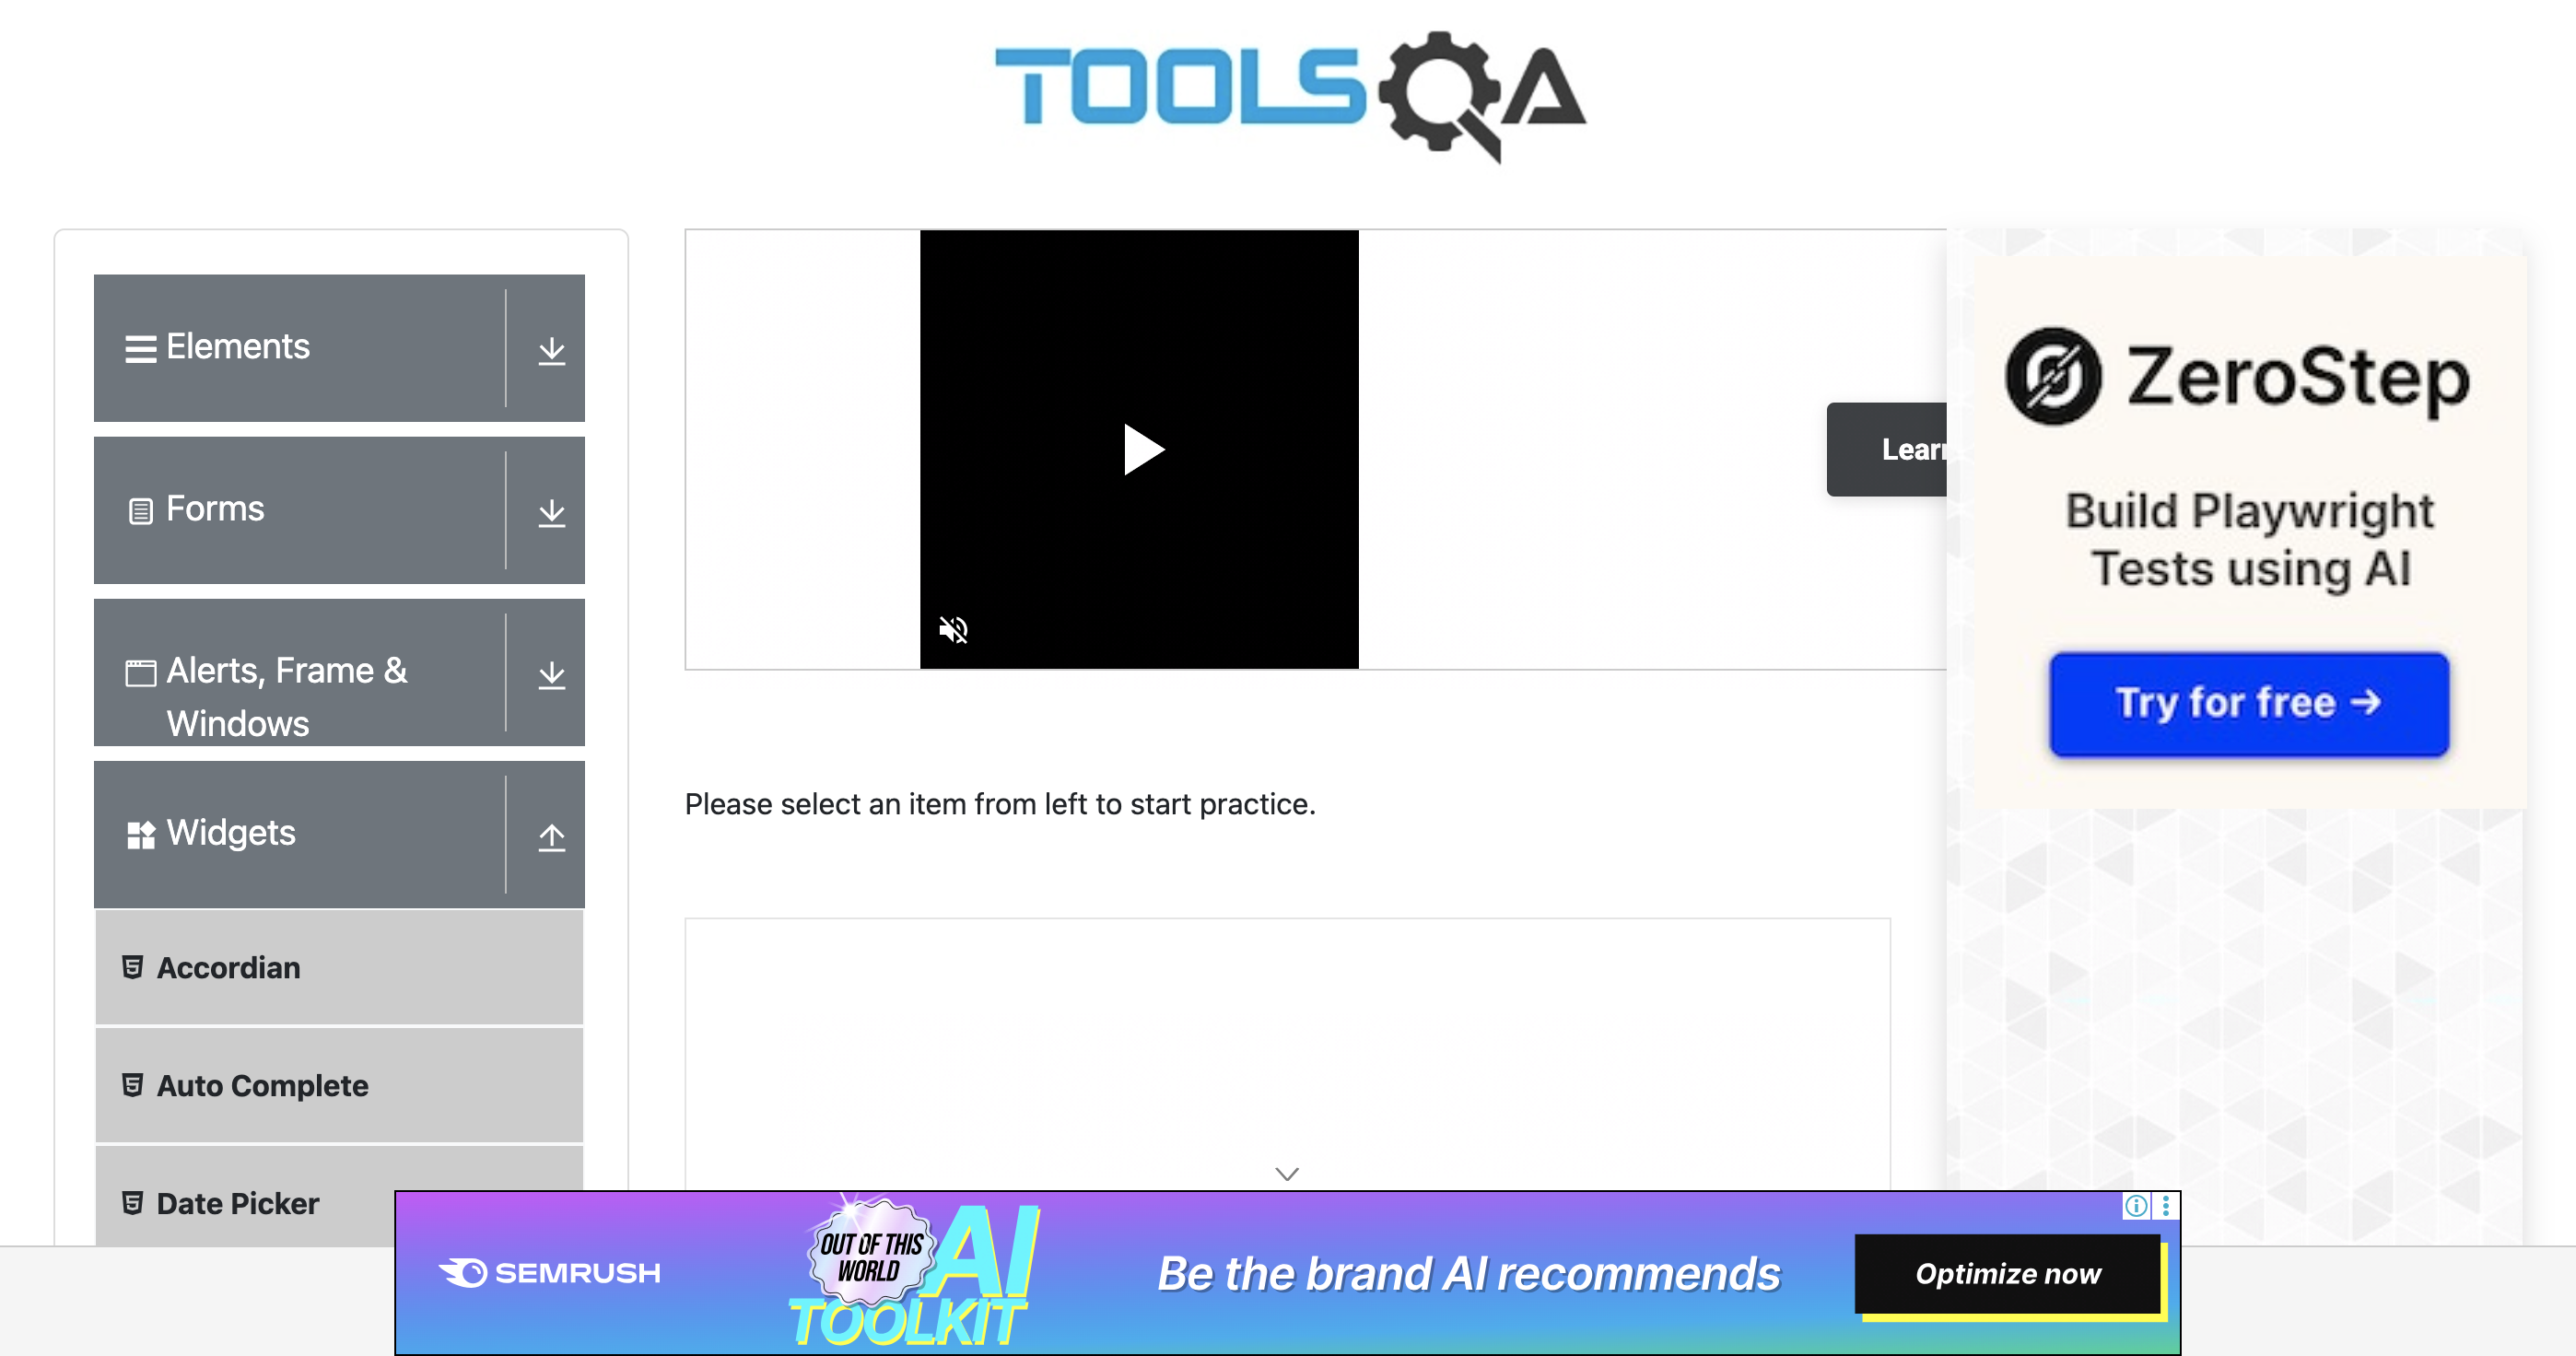 TOOLSQA
Elements
Forms
Alerts, Frame &
Windows
Widgets
Accordian
Auto Complete
Date Picker
Learn
Please select an item from left to start practice.
ZeroStep
Build Playwright
Tests using AI
Try for free →
SEMRUSH
OUT OF THIS
WORLD
AI
TOOLKIT
Be the brand AI recommends
Optimize now